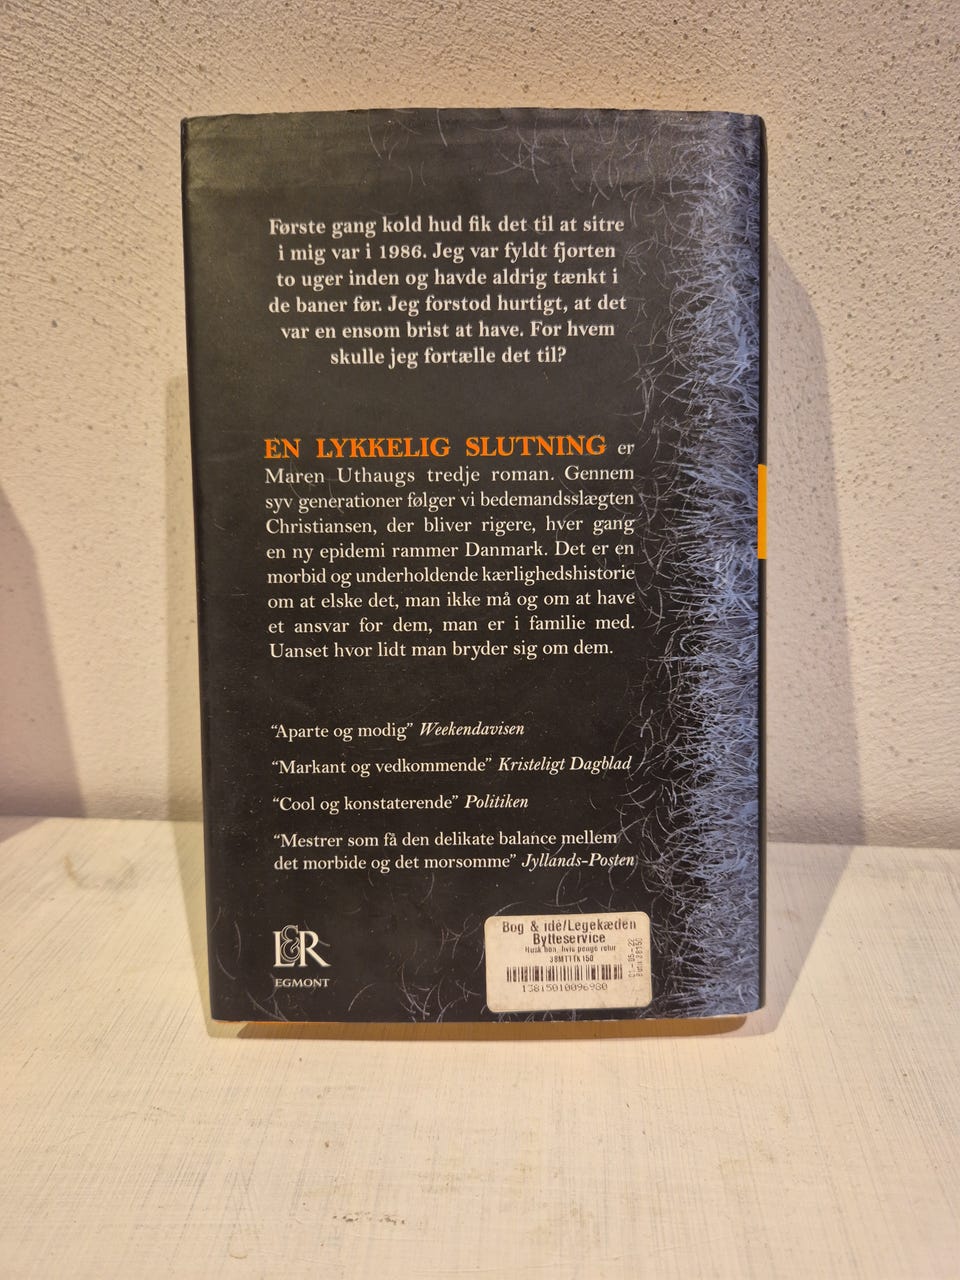 Første gang kold hud fik det til at sitre
i mig var i 1986. Jeg var fyldt fjorten
to uger inden og havde aldrig tænkt i
de baner før. Jeg forstod hurtigt, at det
var en ensom brist at have. For hvem
skulle jeg fortælle det til?
EN LYKKELIG SLUTNING er
Maren Uthaugs tredje roman. Gennem
syv generationer følger vi bedemandsslægten
Christiansen, der bliver rigere, hver gang
en ny epidemi rammer Danmark. Det er en
morbid og underholdende kærlighedshistorie
om at elske det, man ikke må og om at have
et ansvar for dem, man er i familie med.
Uanset hvor lidt man bryder sig om dem.
“Aparte og modig” Weekendavisen
“Markant og vedkommende” Kristeligt Dagblad
“Cool og konstaterende” Politiken
“Mestrer som få den delikate balance mellem
det morbide og det morsomme” Jyllands-Posten
L&R
EGMONT
Bog & idé/Legekæden
Bytteservice
Husk bon, hvis penge retur
13815010096980